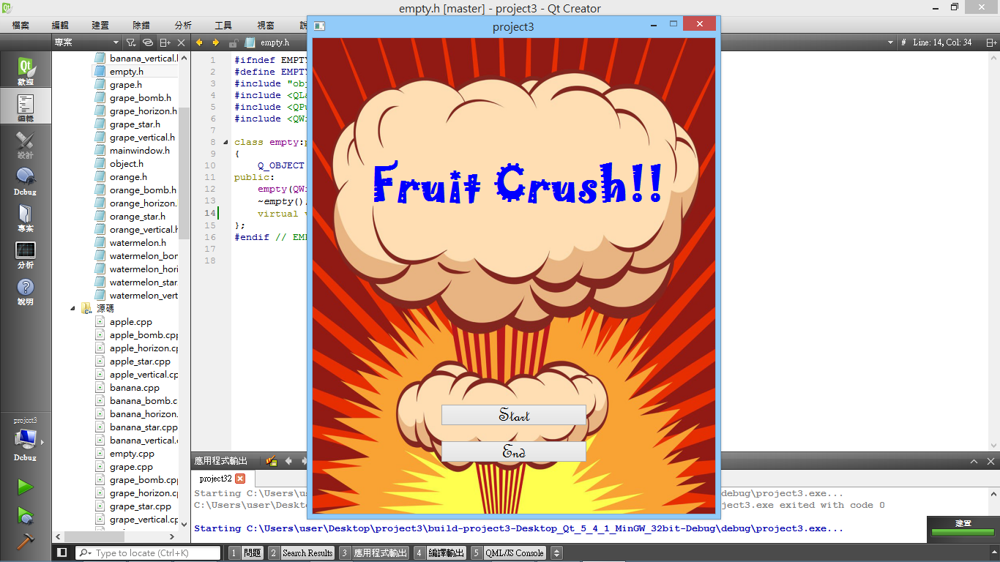 empty.h [master] - project3 - Qt Creator
檔案 編輯 建置 除錯 分析 工具 視窗
專案
empty.h
# Line: 14, Col: 34
歡迎
編輯
設計
Debug
專案
分析
說明
project3
Debug
banana_vertical.h
empty.h
grape.h
grape_bomb.h
grape_horizon.h
grape_star.h
grape_vertical.h
mainwindow.h
object.h
orange.h
orange_bomb.h
orange_horizon.
orange_star.h
orange_vertical.h
watermelon.h
watermelon_bon
watermelon_hori
watermelon_star
watermelon_vert
源碼
apple.cpp
apple_bomb.cpp
apple_horizon.cp
apple_star.cpp
apple_vertical.cp
banana.cpp
banana_bomb.c
banana_horizon.
banana_star.cpp
banana_vertical.
empty.cpp
grape.cpp
grape_bomb.cpp
grape_horizon.cp
grape_star.cpp
grape_vertical.cp
1 #ifndef EMPT
2 #define EMPT
3 #include "obj
4 #include <QLa
5 #include <QPu
6 #include <QWi
7
8 class empty:p
9 {
10 Q_OBJECT
11 public:
12 empty(QWi
13 ~empty()
14 virtual v
15 };
16 #endif // EMP
17
18
project3
Fruit Crush!!
Start
End
應用程式輸出
project32
Starting C:\Users\us debug\project3.exe...
C:\Users\user\Deskto ject3.exe exited with code 0
Starting C:\Users\user\Desktop\project3\build-project3-Desktop_Qt_5_4_1_MinGW_32bit-Debug\debug\project3.exe...
建置
Type to locate (Ctrl+K)
1 問題 2 Search Results 3 應用程式輸出 4 編譯輸出 5 QML/JS Console